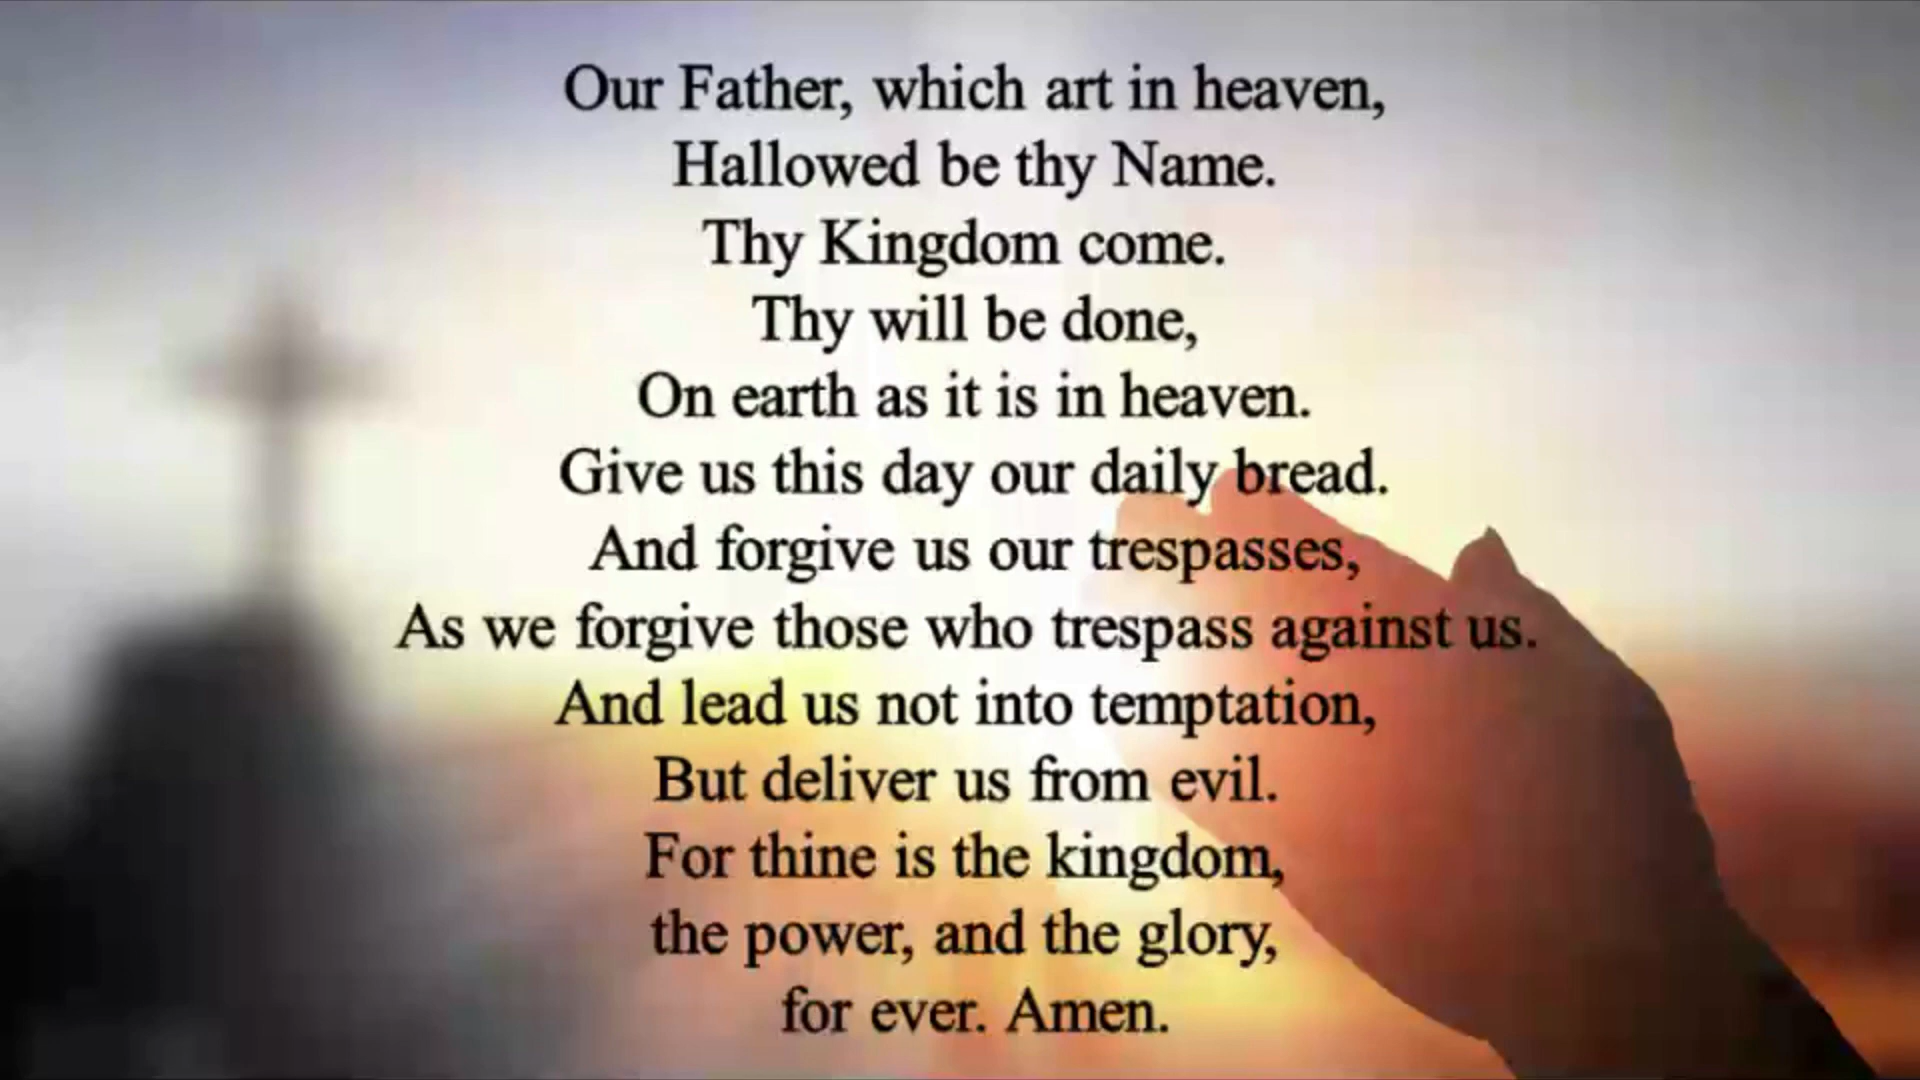 Our Father, which art in heaven,
Hallowed be thy Name.
Thy Kingdom come.
Thy will be done,
On earth as it is in heaven.
Give us this day our daily bread.
And forgive us our trespasses,
As we forgive those who trespass against us.
And lead us not into temptation,
But deliver us from evil.
For thine is the kingdom,
the power, and the glory,
for ever. Amen.